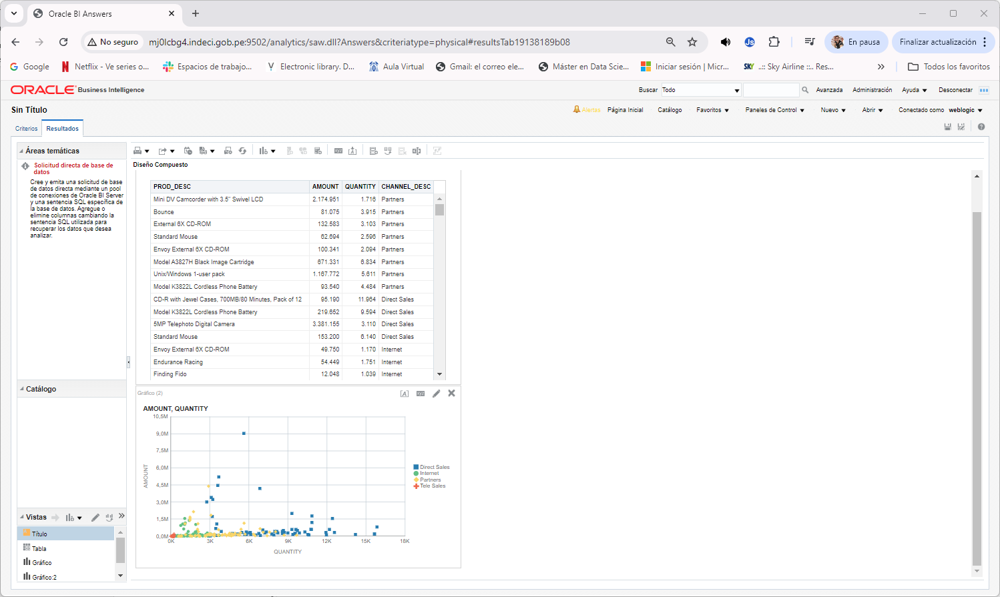 Oracle BI Answers
No seguro
mj0lcbg4.indeci.gob.pe:9502/analytics/saw.dll?Answers&criteriatype=physical#resultsTab19138189b08
En pausa
Finalizar actualización
Google
Netflix - Ve series o...
Espacios de trabajo...
Electronic library. D...
Aula Virtual
Gmail: el correo ele...
Máster en Data Scie...
Iniciar sesión | Micr...
SKY ..:: Sky Airline ::.. Res...
Todos los favoritos
ORACLE Business Intelligence
Buscar Todo
Avanzada
Administración
Ayuda
Desconectar
Sin Título
Alertas
Página Inicial
Catálogo
Favoritos
Paneles de Control
Nuevo
Abrir
Conectado como weblogic
Criterios
Resultados
Áreas temáticas
Solicitud directa de base de
datos
Cree y emita una solicitud de base
de datos directa mediante un pool
de conexiones de Oracle BI Server
y una sentencia SQL específica de
la base de datos. Agregue o
elimine columnas cambiando la
sentencia SQL utilizada para
recuperar los datos que desea
analizar.
Catálogo
Vistas
Título
Tabla
Gráfico
Gráfico:2
Diseño Compuesto
PROD_DESC AMOUNT QUANTITY CHANNEL_DESC
Mini DV Camcorder with 3.5" Swivel LCD 2.174.951 1.716 Partners
Bounce 81.075 3.915 Partners
External 6X CD-ROM 132.583 3.103 Partners
Standard Mouse 62.694 2.596 Partners
Envoy External 6X CD-ROM 100.341 2.094 Partners
Model A3827H Black Image Cartridge 671.331 6.834 Partners
Unix/Windows 1-user pack 1.167.772 5.611 Partners
Model K3822L Cordless Phone Battery 93.540 4.484 Partners
CD-R with Jewel Cases, 700MB/80 Minutes, Pack of 12 95.190 11.964 Direct Sales
Model K3822L Cordless Phone Battery 219.652 9.594 Direct Sales
5MP Telephoto Digital Camera 3.381.155 3.110 Direct Sales
Standard Mouse 153.200 6.140 Direct Sales
Envoy External 6X CD-ROM 49.750 1.170 Internet
Endurance Racing 54.449 1.751 Internet
Finding Fido 12.048 1.039 Internet
Gráfico (2)
AMOUNT, QUANTITY
10,5M
9,0M
7,5M
6,0M
4,5M
3,0M
1,5M
0,0M
AMOUNT
0K 3K 6K 9K 12K 15K 18K
QUANTITY
Direct Sales
Internet
Partners
Tele Sales